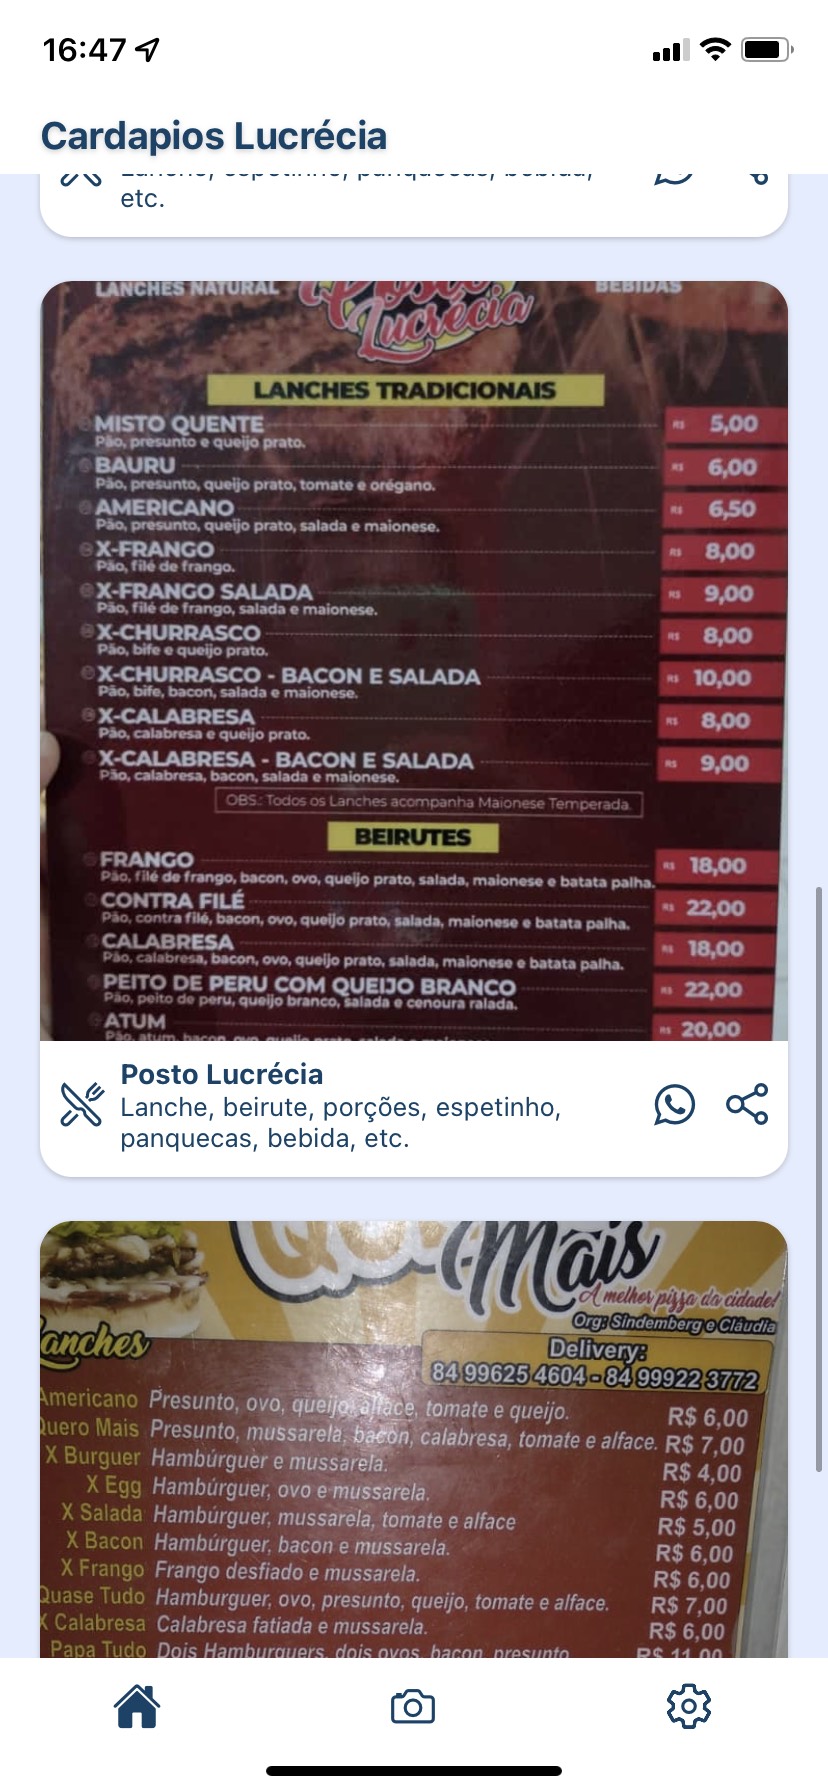 16:47
Cardapios Lucrécia
Lanche, espetinho, panquecas, bebida,
etc.
LANCHES NATURAL
BEBIDAS
Posto
Lucrécia
LANCHES TRADICIONAIS
MISTO QUENTE R$ 5,00
Pão, presunto e queijo prato.
BAURU R$ 6,00
Pão, presunto, queijo prato, tomate e orégano.
AMERICANO R$ 6,50
Pão, presunto, queijo prato, salada e maionese.
X-FRANGO R$ 8,00
Pão, filé de frango.
X-FRANGO SALADA R$ 9,00
Pão, filé de frango, salada e maionese.
X-CHURRASCO R$ 8,00
Pão, bife e queijo prato.
X-CHURRASCO - BACON E SALADA R$ 10,00
Pão, bife, bacon, salada e maionese.
X-CALABRESA R$ 8,00
Pão, calabresa e queijo prato.
X-CALABRESA - BACON E SALADA R$ 9,00
Pão, calabresa, bacon, salada e maionese.
OBS.: Todos os Lanches acompanha Maionese Temperada.
BEIRUTES
FRANGO R$ 18,00
Pão, filé de frango, bacon, ovo, queijo prato, salada, maionese e batata palha.
CONTRA FILÉ R$ 22,00
Pão, contra filé, bacon, ovo, queijo prato, salada, maionese e batata palha.
CALABRESA R$ 18,00
Pão, calabresa, bacon, ovo, queijo prato, salada, maionese e batata palha.
PEITO DE PERU COM QUEIJO BRANCO R$ 22,00
Pão, peito de peru, queijo branco, salada e cenoura ralada.
ATUM R$ 20,00
Pão, atum, bacon, ovo, queijo prato, salada e
Posto Lucrécia
Lanche, beirute, porções, espetinho,
panquecas, bebida, etc.
Mais
A melhor pizza da cidade!
Org: Sindemberg e Cláudia
Lanches
Delivery:
84 99625 4604 - 84 99922 3772
Americano Presunto, ovo, queijo, alface, tomate e queijo. R$ 6,00
Quero Mais Presunto, mussarela, bacon, calabresa, tomate e alface. R$ 7,00
X Burguer Hambúrguer e mussarela. R$ 4,00
X Egg Hambúrguer, ovo e mussarela. R$ 6,00
X Salada Hambúrguer, mussarela, tomate e alface R$ 5,00
X Bacon Hambúrguer, bacon e mussarela. R$ 6,00
X Frango Frango desfiado e mussarela. R$ 6,00
Quase Tudo Hamburguer, ovo, presunto, queijo, tomate e alface. R$ 7,00
X Calabresa Calabresa fatiada e mussarela. R$ 6,00
Papa Tudo Dois Hamburguers, dois ovos, bacon, presunto R$ 11,00